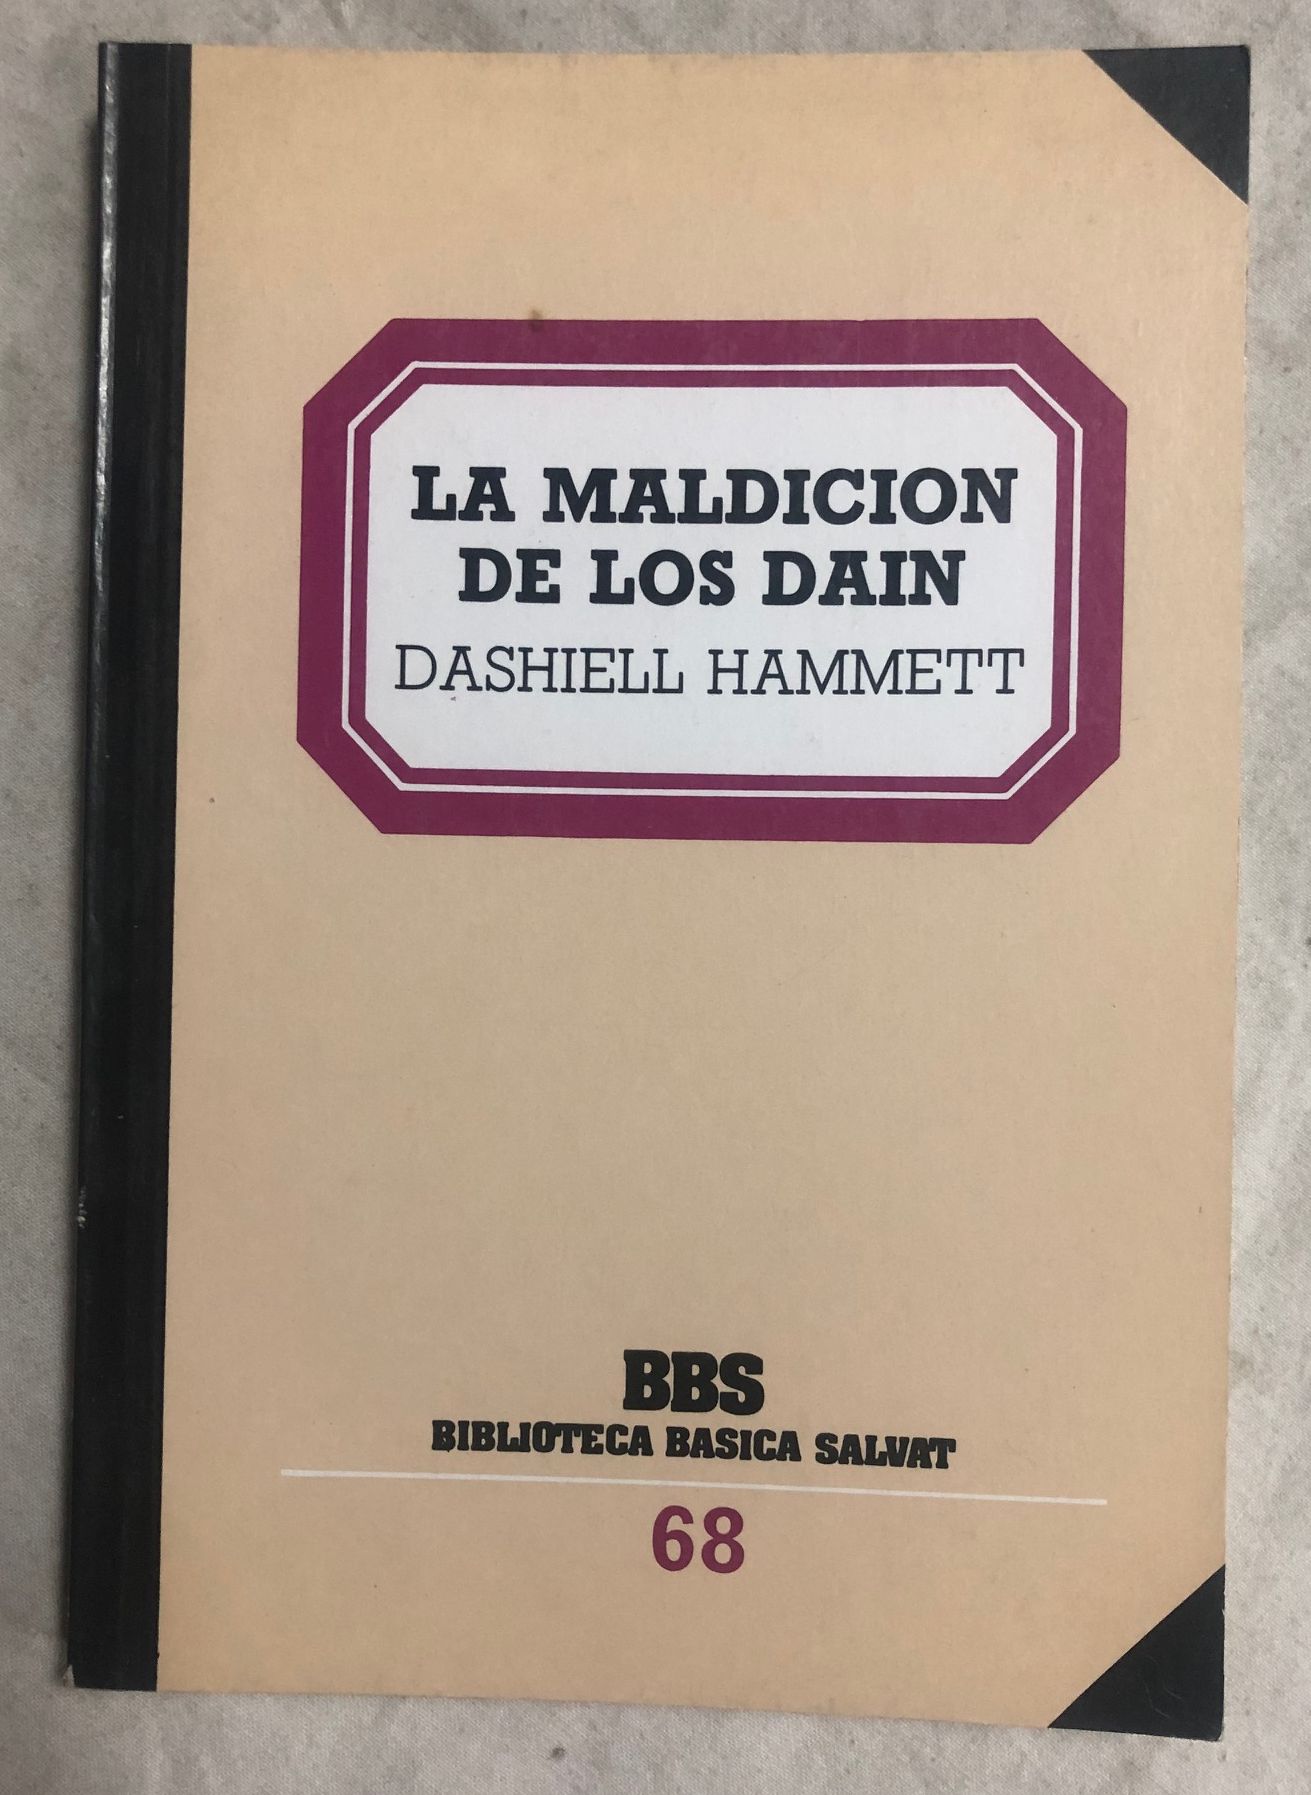 LA MALDICION
DE LOS DAIN
DASHIELL HAMMETT
BBS
BIBLIOTECA BASICA SALVAT
68